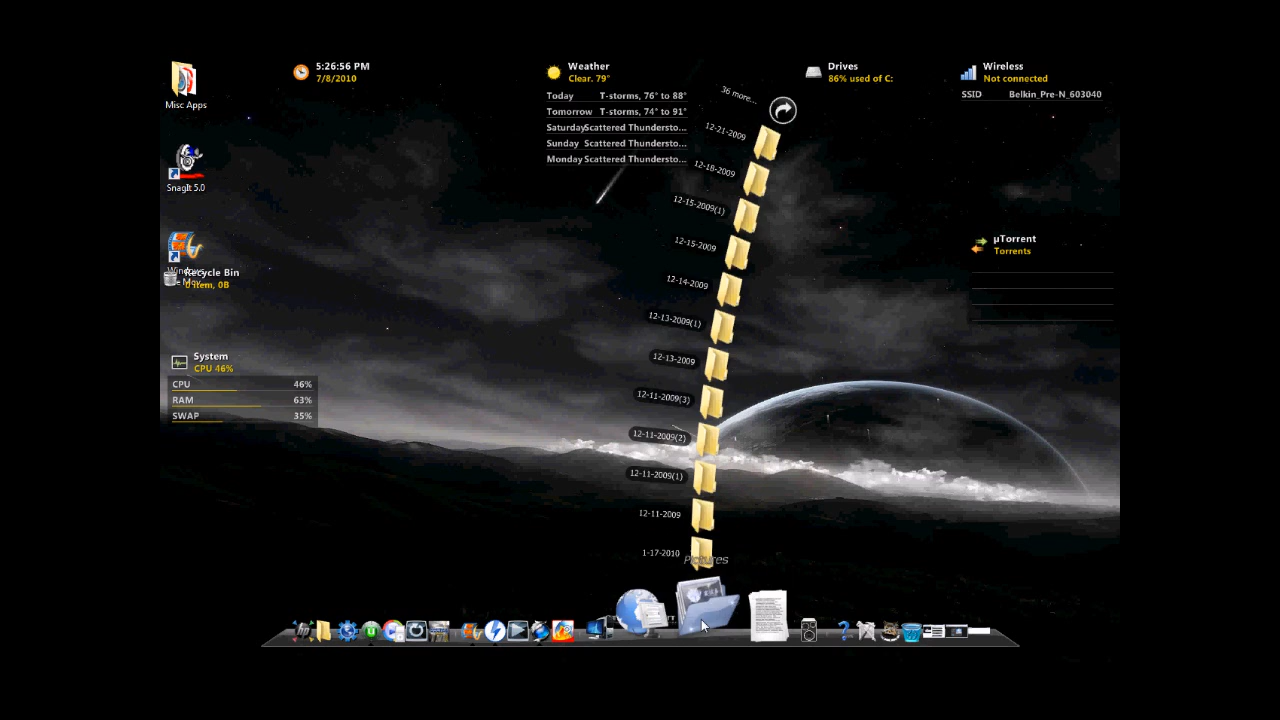 Misc Apps
SnagIt 5.0
Recycle Bin
0 item, 0B
System
CPU 46%
CPU 46%
RAM 63%
SWAP 35%
5:26:56 PM
7/8/2010
Weather
Clear. 79°
Today T-storms, 76° to 88°
Tomorrow T-storms, 74° to 91°
Saturday Scattered Thundersto...
Sunday Scattered Thundersto...
Monday Scattered Thundersto...
Drives
86% used of C:
Wireless
Not connected
SSID Belkin_Pre-N_603040
µTorrent
Torrents
36 more...
12-21-2009
12-18-2009
12-15-2009(1)
12-15-2009
12-14-2009
12-13-2009(1)
12-13-2009
12-11-2009(3)
12-11-2009(2)
12-11-2009(1)
12-11-2009
1-17-2010
Pictures